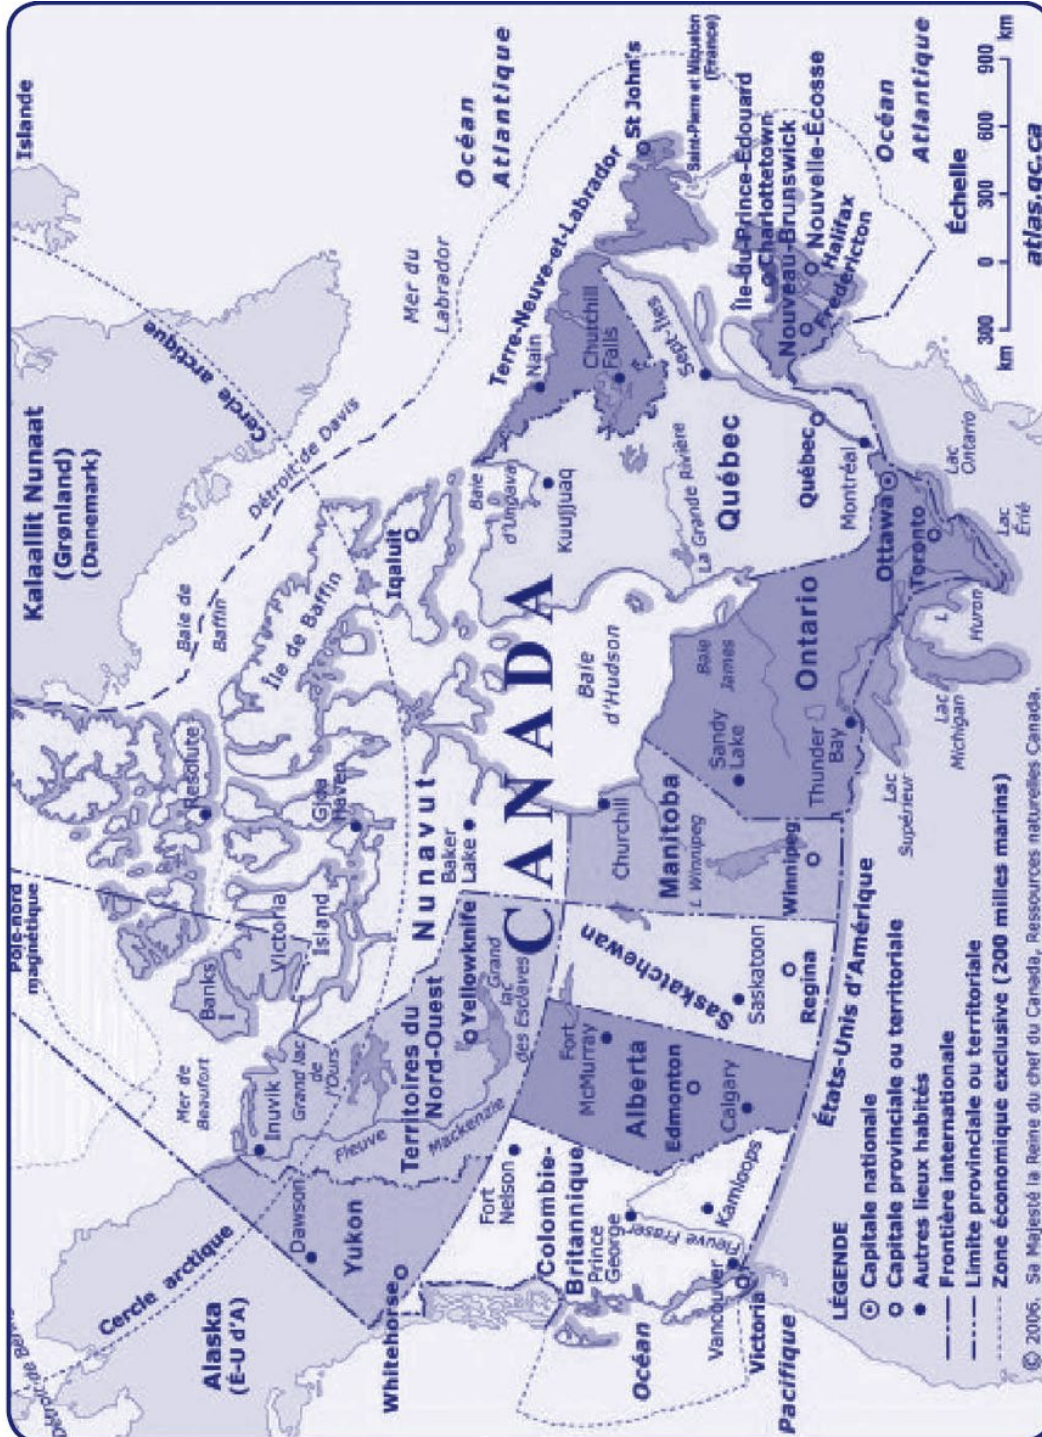 Islande
Kalaallit Nunaat
(Grønland)
(Danemark)
Cercle arctique
Pôle-nord
magnétique
Baie de
Baffin
Détroit de Davis
Île de Baffin
Resolute
Gjoa
Haven
Banks
I
Victoria
Island
Mer de
Beaufort
Alaska
(É-U d'A)
Cercle arctique
Dawson
Yukon
Whitehorse
Inuvik
Grand lac
de
l'Ours
Fleuve
Mackenzie
Territoires du
Nord-Ouest
Yellowknife
Grand
lac
des Esclaves
Nunavut
Baker
Lake
Iqaluit
Mer du
Labrador
Océan
Atlantique
CANADA
Baie
d'Ungava
Kuujjuaq
Terre-Neuve-et-Labrador
Nain
Churchill
Falls
St John's
Saint-Pierre et Miquelon
(France)
Fort
Nelson
Colombie-
Britannique
Prince
George
Fleuve Fraser
Kamloops
Vancouver
Victoria
Océan
Pacifique
Fort
McMurray
Alberta
Edmonton
Calgary
Saskatchewan
Saskatoon
Regina
Churchill
Manitoba
L Winnipeg
Winnipeg
Baie
d'Hudson
Baie
James
Sandy
Lake
Ontario
Thunder
Bay
La Grande Rivière
Québec
Sept-Iles
Québec
Montréal
Ottawa
Toronto
Île-du-Prince-Edouard
Charlottetown
Nouveau-Brunswick
Nouvelle-Écosse
Halifax
Fredericton
Océan
Atlantique
Lac
Supérieur
Lac
Michigan
L
Huron
Lac
Érié
Lac
Ontario
États-Unis d'Amérique
LÉGENDE
Capitale nationale
Capitale provinciale ou territoriale
Autres lieux habités
Frontière internationale
Limite provinciale ou territoriale
Zone économique exclusive (200 milles marins)
Échelle
km 300 0 300 600 900 km
© 2006. Sa Majesté la Reine du chef du Canada, Ressources naturelles Canada.
atlas.gc.ca